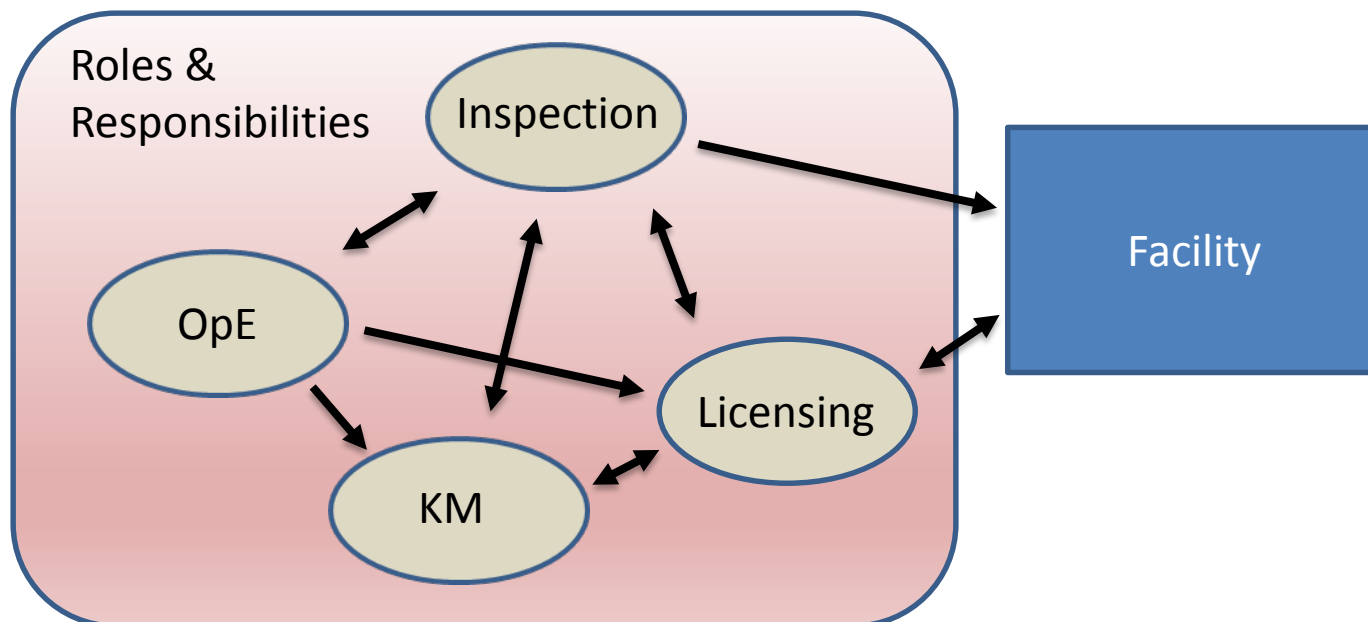 Roles &
Responsibilities
Inspection
Facility
OpE
Licensing
KM